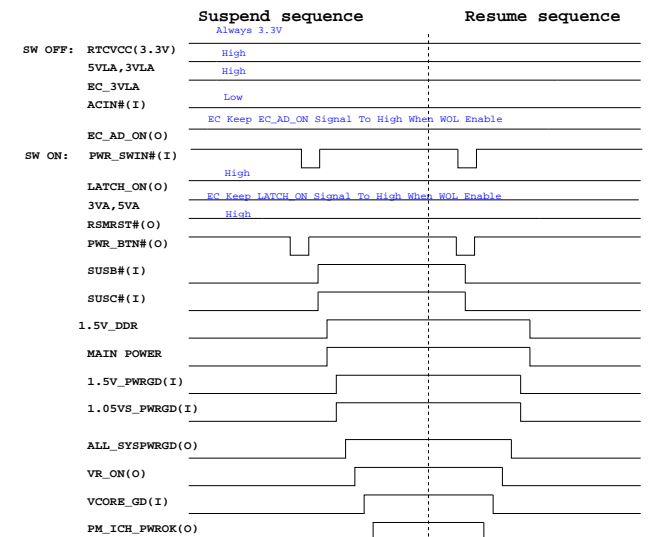 Suspend sequence Resume sequence
Always 3.3V
SW OFF: RTCVCC(3.3V)
High
5VLA,3VLA
High
EC_3VLA
Low
ACIN#(I)
EC Keep EC_AD_ON Signal To High When WOL Enable
EC_AD_ON(O)
SW ON: PWR_SWIN#(I)
High
LATCH_ON(O)
EC Keep LATCH_ON Signal To High When WOL Enable
3VA,5VA
High
RSMRST#(O)
PWR_BTN#(O)
SUSB#(I)
SUSC#(I)
1.5V_DDR
MAIN POWER
1.5V_PWRGD(I)
1.05VS_PWRGD(I)
ALL_SYSPWRGD(O)
VR_ON(O)
VCORE_GD(I)
PM_ICH_PWROK(O)